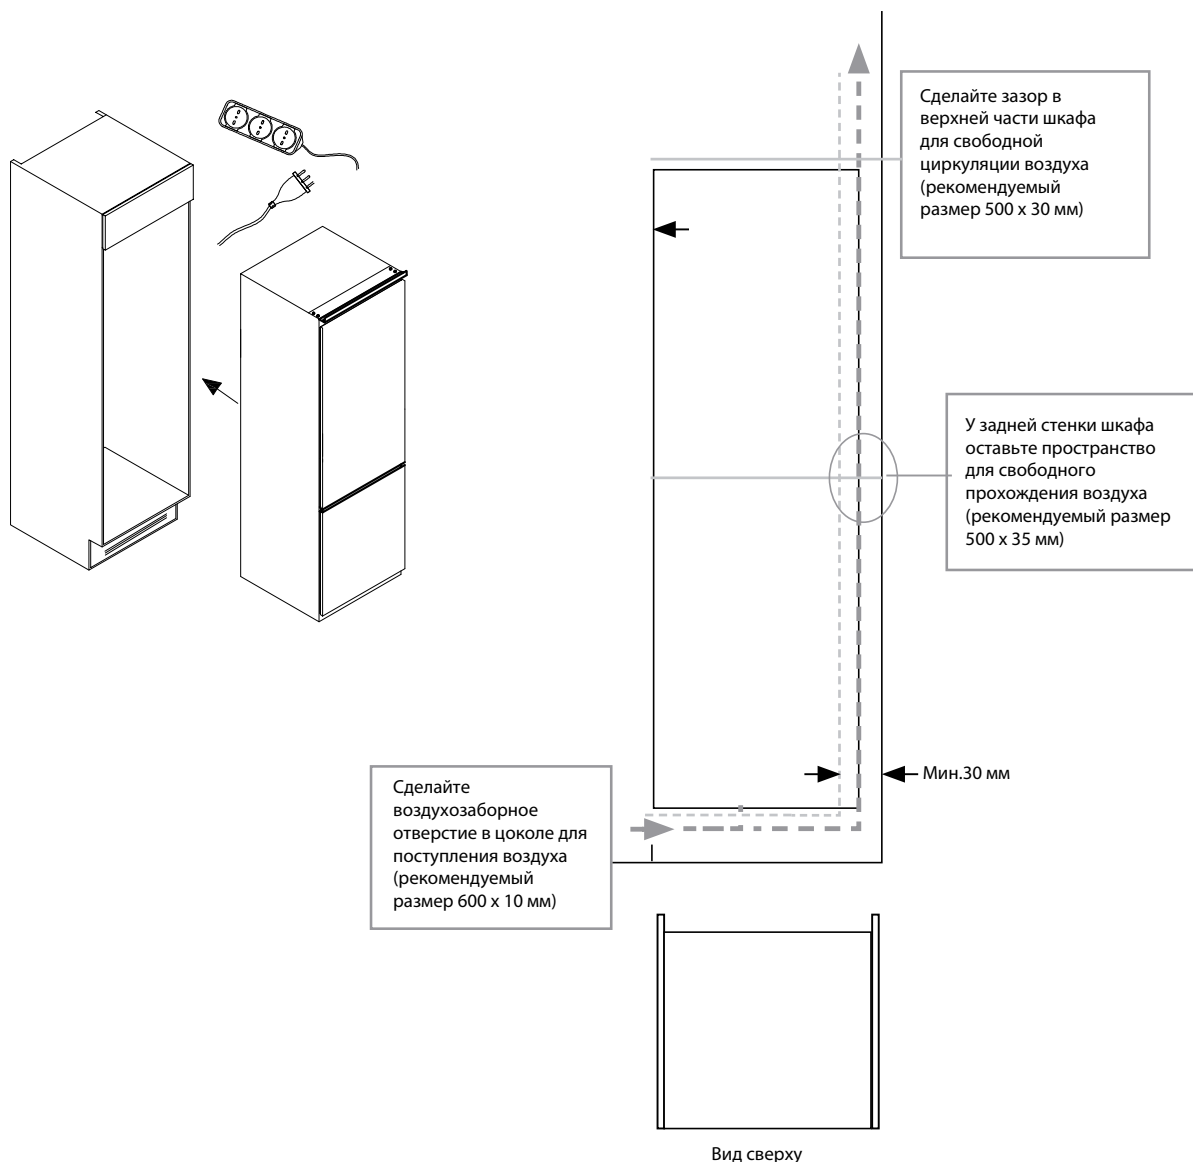 Сделайте зазор в
верхней части шкафа
для свободной
циркуляции воздуха
(рекомендуемый
размер 500 х 30 мм)
У задней стенки шкафа
оставьте пространство
для свободного
прохождения воздуха
(рекомендуемый размер
500 х 35 мм)
Мин.30 мм
Сделайте
воздухозаборное
отверстие в цоколе для
поступления воздуха
(рекомендуемый
размер 600 х 10 мм)
Вид сверху